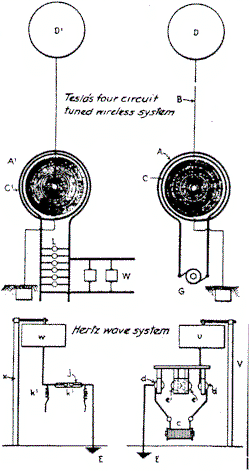 D'
D
Tesla's four circuit
tuned wireless system
B
A'
C'
A
C
L
W
G
Hertz wave system
w
v
x
j
k'
k'
d
d
e
e'
c
V
E
E